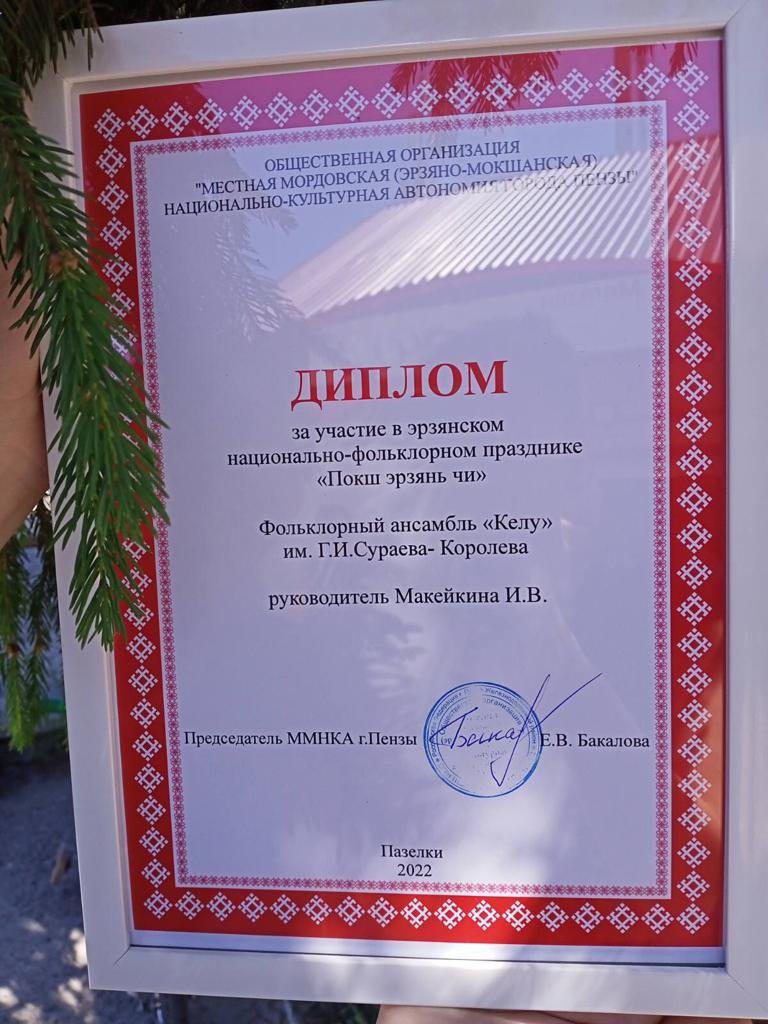 ОБЩЕСТВЕННАЯ ОРГАНИЗАЦИЯ
"МЕСТНАЯ МОРДОВСКАЯ (ЭРЗЯНО-МОКШАНСКАЯ)
НАЦИОНАЛЬНО-КУЛЬТУРНАЯ АВТОНОМИЯ ГОРОДА ПЕНЗЫ"
ДИПЛОМ
за участие в эрзянском
национально-фольклорном празднике
«Покш эрзянь чи»
Фольклорный ансамбль «Келу»
им. Г.И.Сураева- Королева
руководитель Макейкина И.В.
Председатель ММНКА г.Пензы Е.В. Бакалова
Пазелки
2022